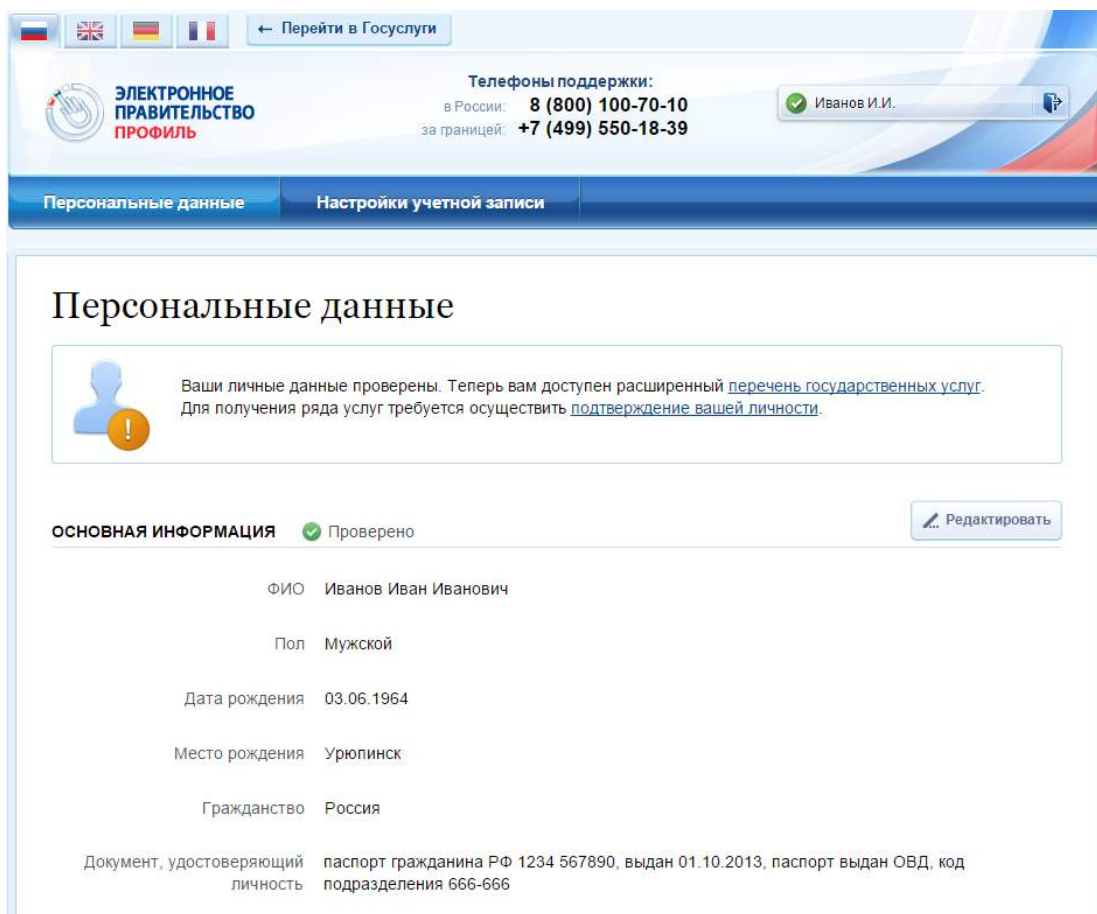 ← Перейти в Госуслуги
ЭЛЕКТРОННОЕ
ПРАВИТЕЛЬСТВО
ПРОФИЛЬ
Телефоны поддержки:
в России: 8 (800) 100-70-10
за границей: +7 (499) 550-18-39
Иванов И.И.
Персональные данные Настройки учетной записи
Персональные данные
Ваши личные данные проверены. Теперь вам доступен расширенный перечень государственных услуг.
Для получения ряда услуг требуется осуществить подтверждение вашей личности.
ОСНОВНАЯ ИНФОРМАЦИЯ Проверено Редактировать
ФИО Иванов Иван Иванович
Пол Мужской
Дата рождения 03.06.1964
Место рождения Урюпинск
Гражданство Россия
Документ, удостоверяющий паспорт гражданина РФ 1234 567890, выдан 01.10.2013, паспорт выдан ОВД, код
личность подразделения 666-666